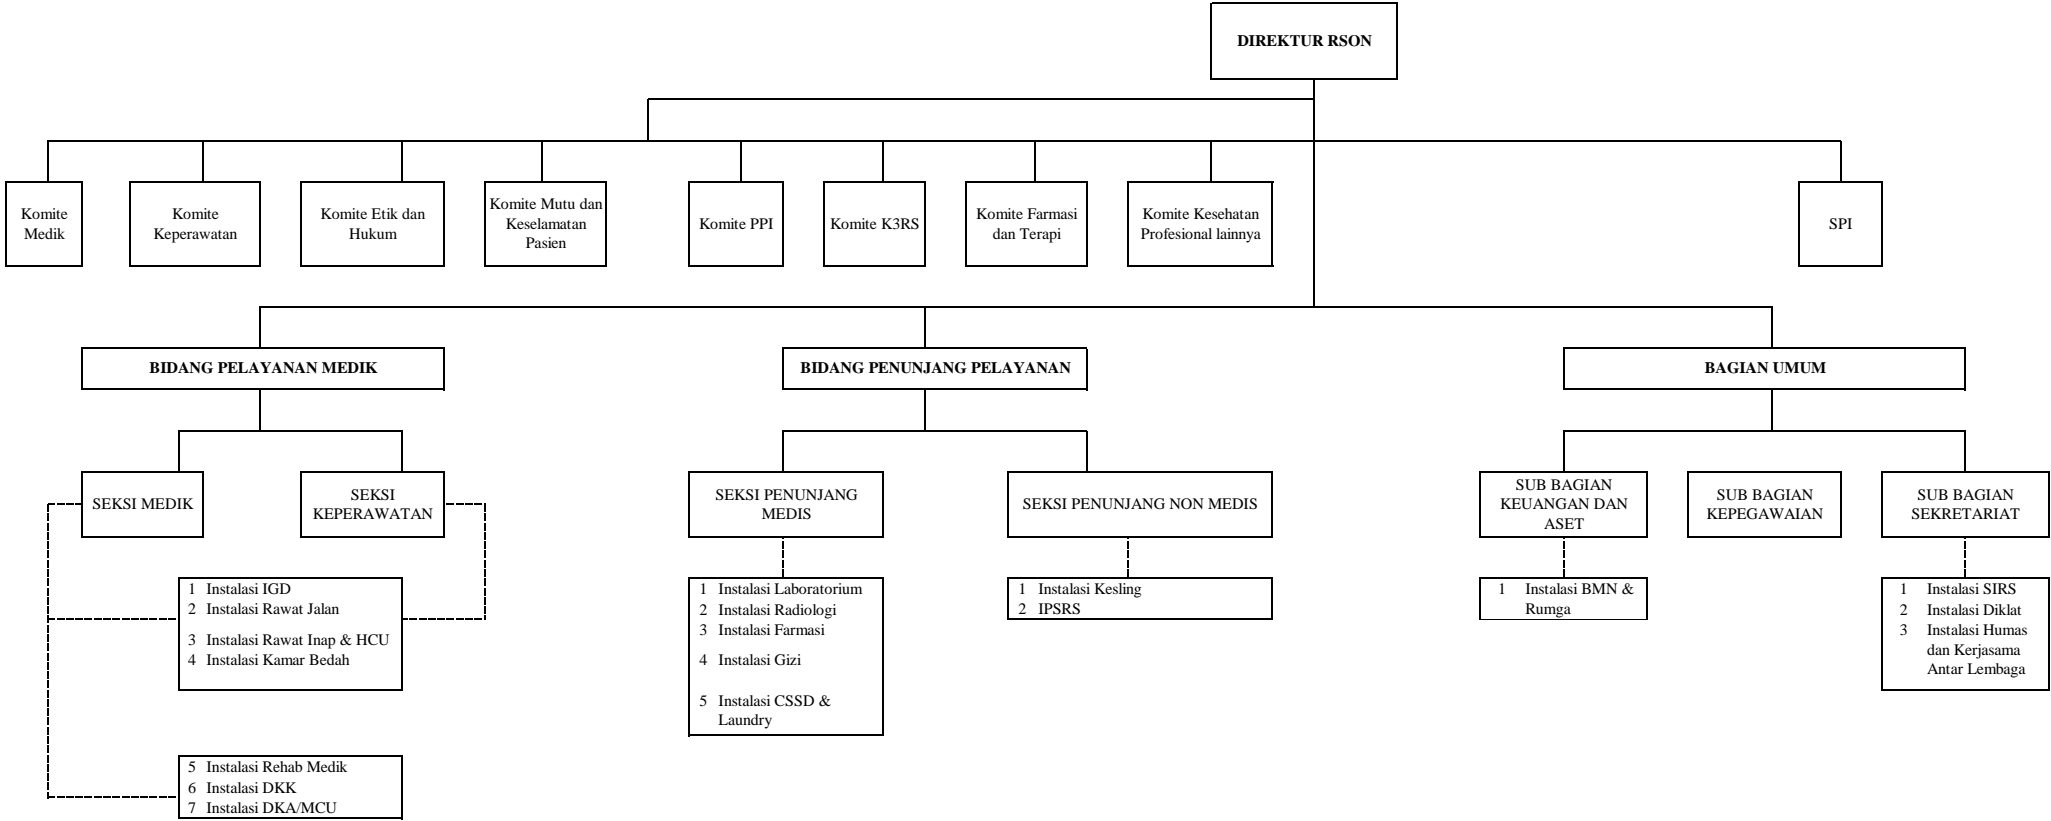 DIREKTUR RSON
Komite
Medik
Komite
Keperawatan
Komite Etik dan
Hukum
Komite Mutu dan
Keselamatan
Pasien
Komite PPI
Komite K3RS
Komite Farmasi
dan Terapi
Komite Kesehatan
Profesional lainnya
SPI
BIDANG PELAYANAN MEDIK
BIDANG PENUNJANG PELAYANAN
BAGIAN UMUM
SEKSI MEDIK
SEKSI
KEPERAWATAN
SEKSI PENUNJANG
MEDIS
SEKSI PENUNJANG NON MEDIS
SUB BAGIAN
KEUANGAN DAN
ASET
SUB BAGIAN
KEPEGAWAIAN
SUB BAGIAN
SEKRETARIAT
1 Instalasi IGD
2 Instalasi Rawat Jalan
3 Instalasi Rawat Inap & HCU
4 Instalasi Kamar Bedah
1 Instalasi Laboratorium
2 Instalasi Radiologi
3 Instalasi Farmasi
4 Instalasi Gizi
5 Instalasi CSSD &
Laundry
1 Instalasi Kesling
2 IPSRS
1 Instalasi BMN &
Rumga
1 Instalasi SIRS
2 Instalasi Diklat
3 Instalasi Humas
dan Kerjasama
Antar Lembaga
5 Instalasi Rehab Medik
6 Instalasi DKK
7 Instalasi DKA/MCU